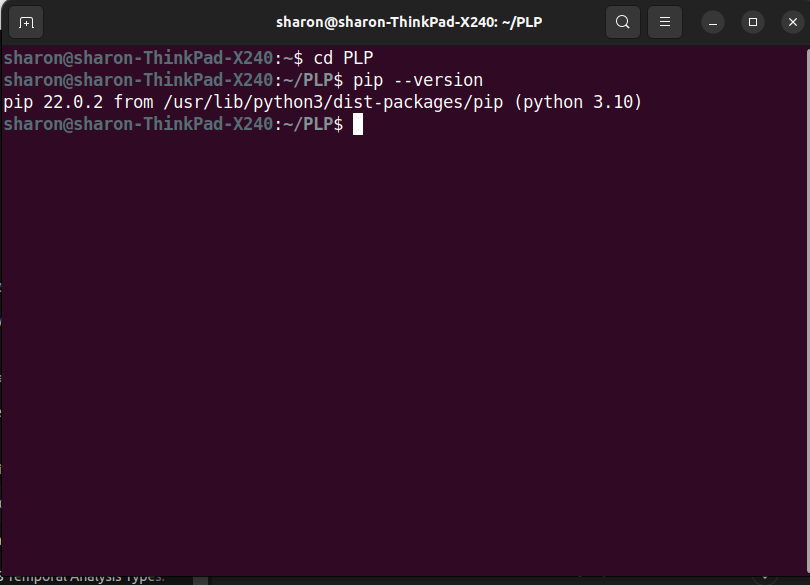 sharon@sharon-ThinkPad-X240: ~/PLP
sharon@sharon-ThinkPad-X240:~$ cd PLP
sharon@sharon-ThinkPad-X240:~/PLP$ pip --version
pip 22.0.2 from /usr/lib/python3/dist-packages/pip (python 3.10)
sharon@sharon-ThinkPad-X240:~/PLP$
Temporal Analysis Types: